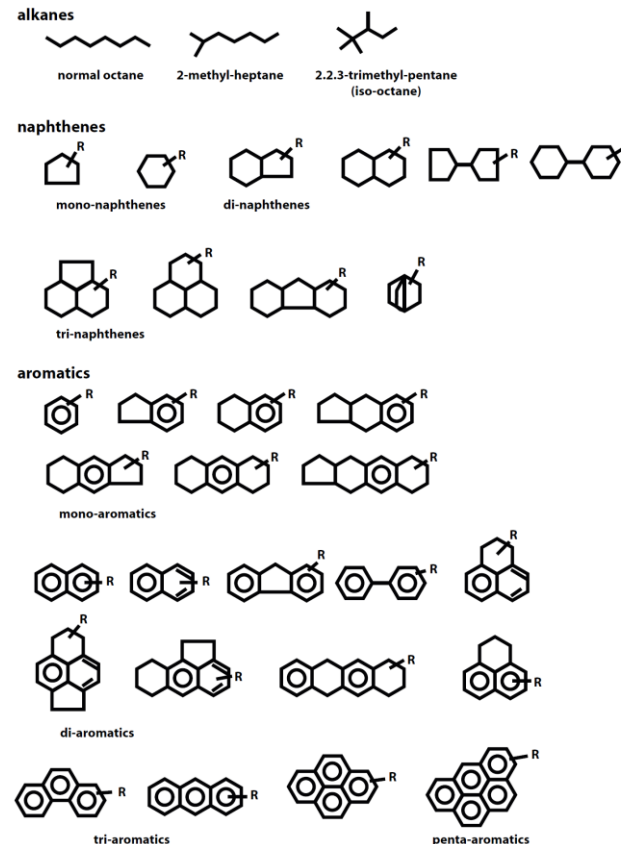 alkanes
normal octane
2-methyl-heptane
2.2.3-trimethyl-pentane
(iso-octane)
naphthenes
R
R
R
R
R
mono-naphthenes
di-naphthenes
R
R
R
R
tri-naphthenes
aromatics
R
R
R
R
R
R
R
mono-aromatics
R
R
R
R
R
R
R
R
R
di-aromatics
R
R
R
R
tri-aromatics
penta-aromatics